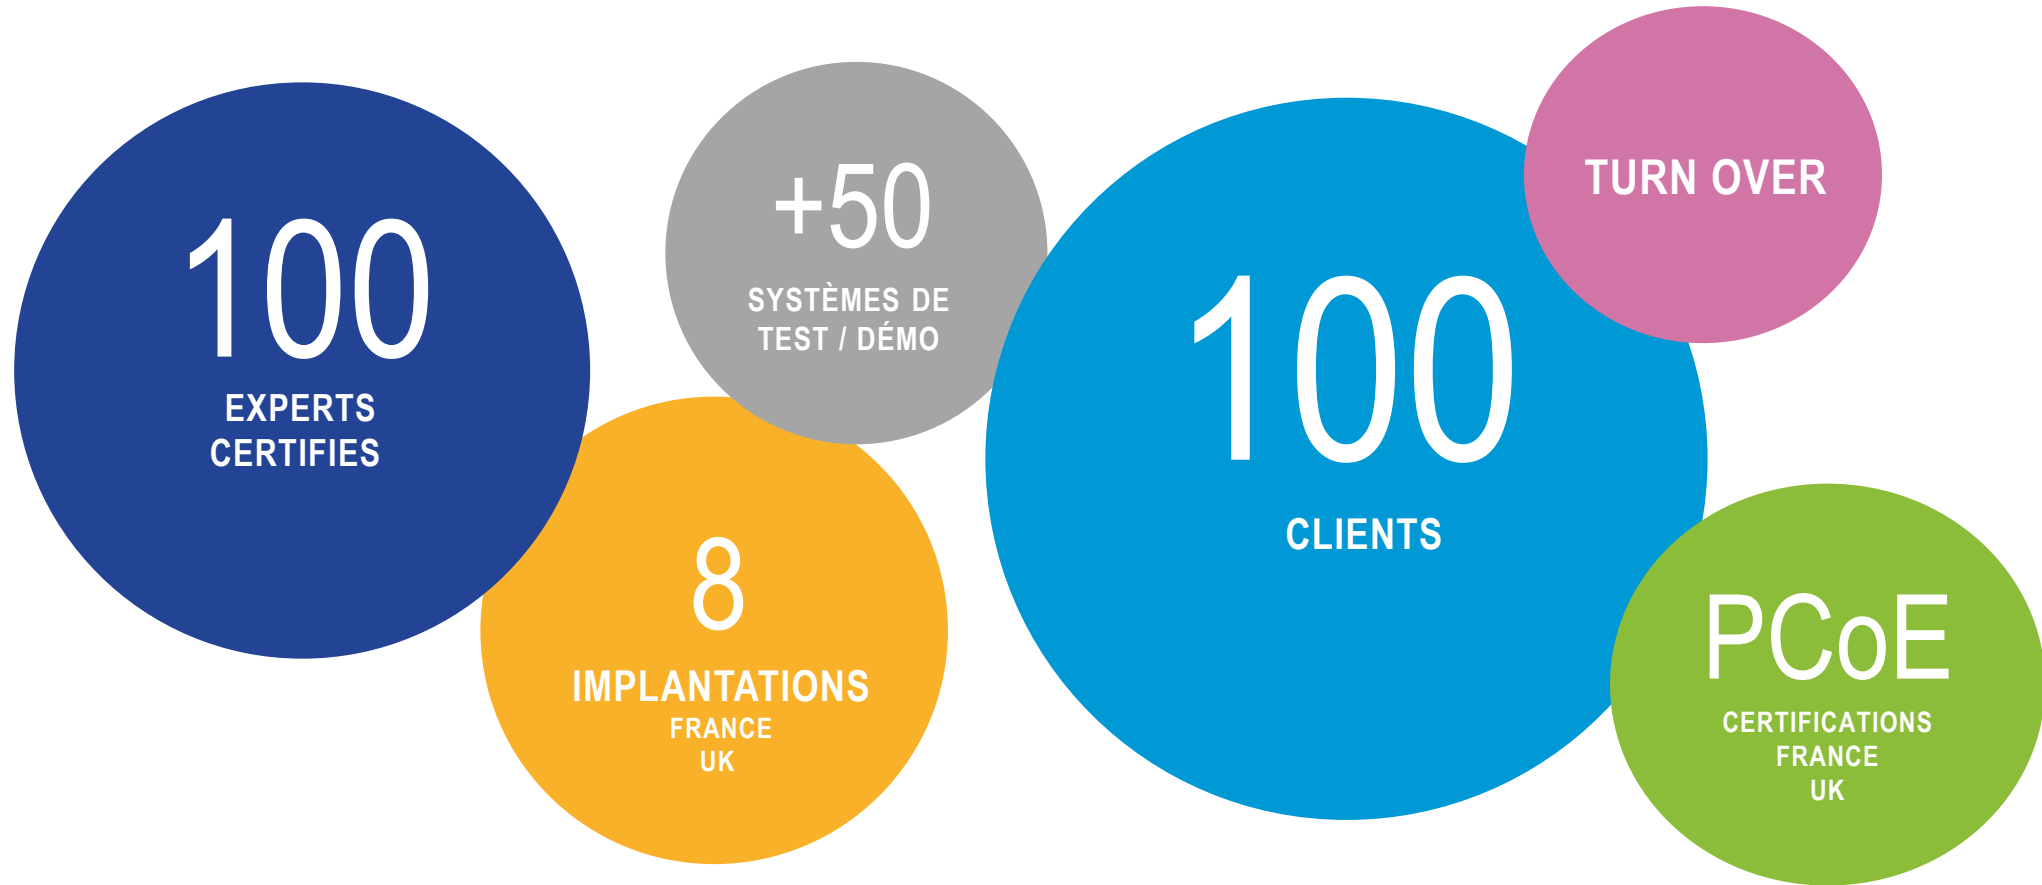 100
EXPERTS
CERTIFIES
+50
SYSTÈMES DE
TEST / DÉMO
8
IMPLANTATIONS
FRANCE
UK
100
CLIENTS
TURN OVER
PCoE
CERTIFICATIONS
FRANCE
UK